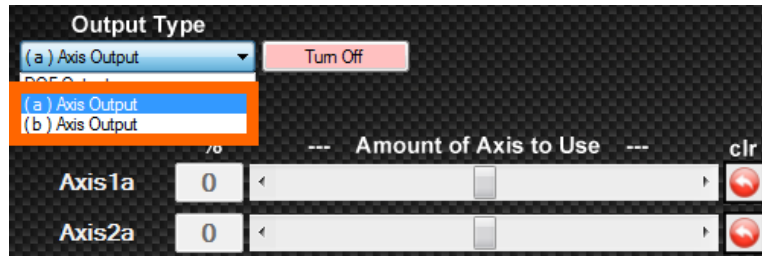 Output Type
( a ) Axis Output
Turn Off
( a ) Axis Output
( b ) Axis Output
% --- Amount of Axis to Use --- clr
Axis1a 0
Axis2a 0